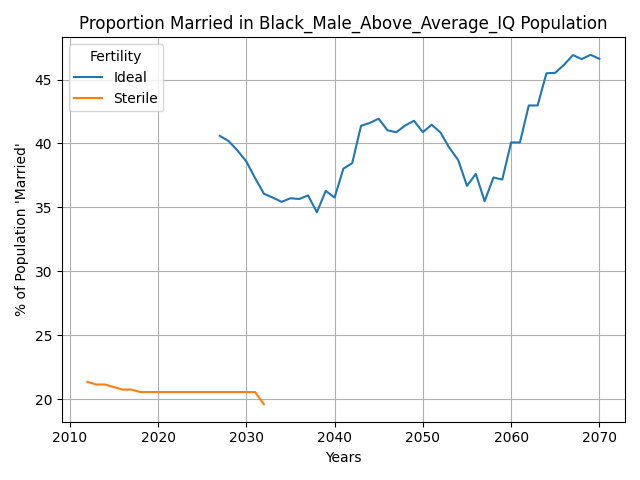 Proportion Married in Black_Male_Above_Average_IQ Population
% of Population 'Married'
Fertility
Ideal
Sterile
45
40
35
30
25
20
2010 2020 2030 2040 2050 2060 2070
Years